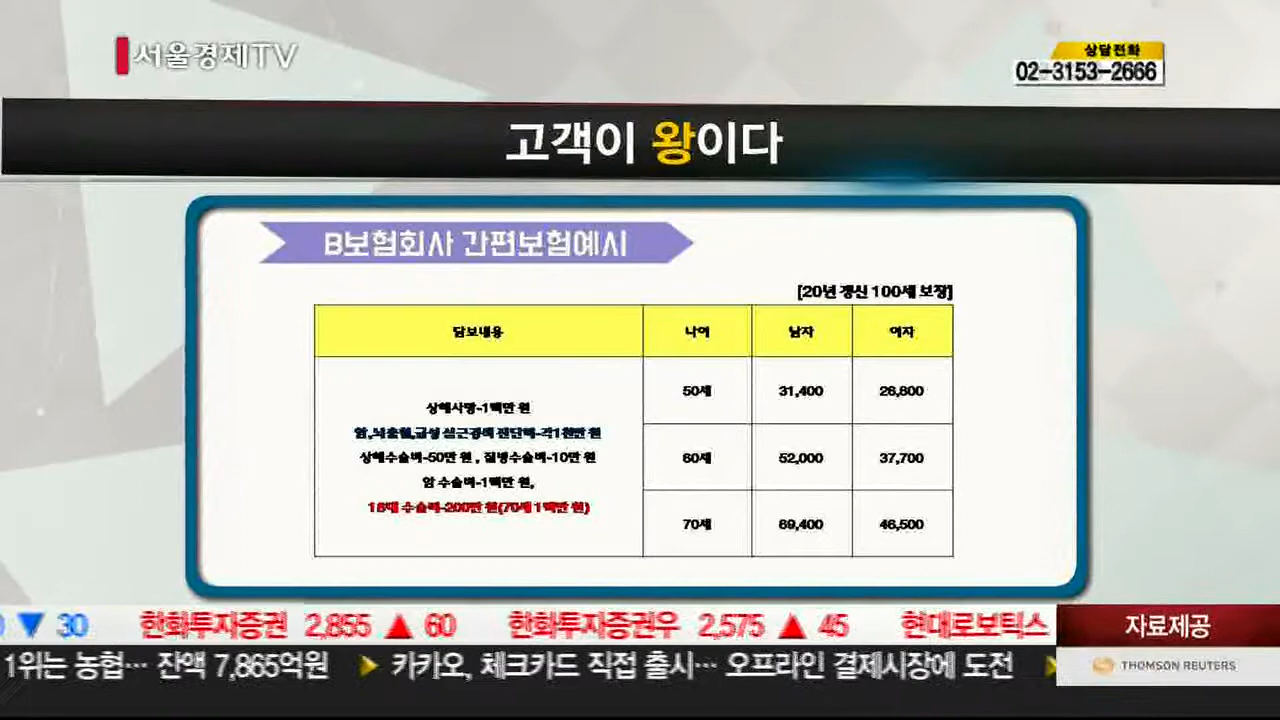 서울경제TV
상담전화
02-3153-2666
고객이 왕이다
B보험회사 간편보험예시
[20년 갱신 100세 보장]
담보내용 나여 남자 여자
상해사망-1백만 원
암,뇌출혈,급성 심근경색 진단비-각1천만 원
상해수술비-50만 원 , 질병수술비-10만 원
암 수술비-1백만 원,
16대 수술비-200만 원(70세 1백만 원)
50세 31,400 26,800
60세 52,000 37,700
70세 69,400 46,500
30 한화투자증권 2,855 ▲ 60 한화투자증권우 2,575 ▲ 45 현대로보틱스
자료제공
1위는 농협… 잔액 7,865억원 카카오, 체크카드 직접 출시… 오프라인 결제시장에 도전
THOMSON REUTERS